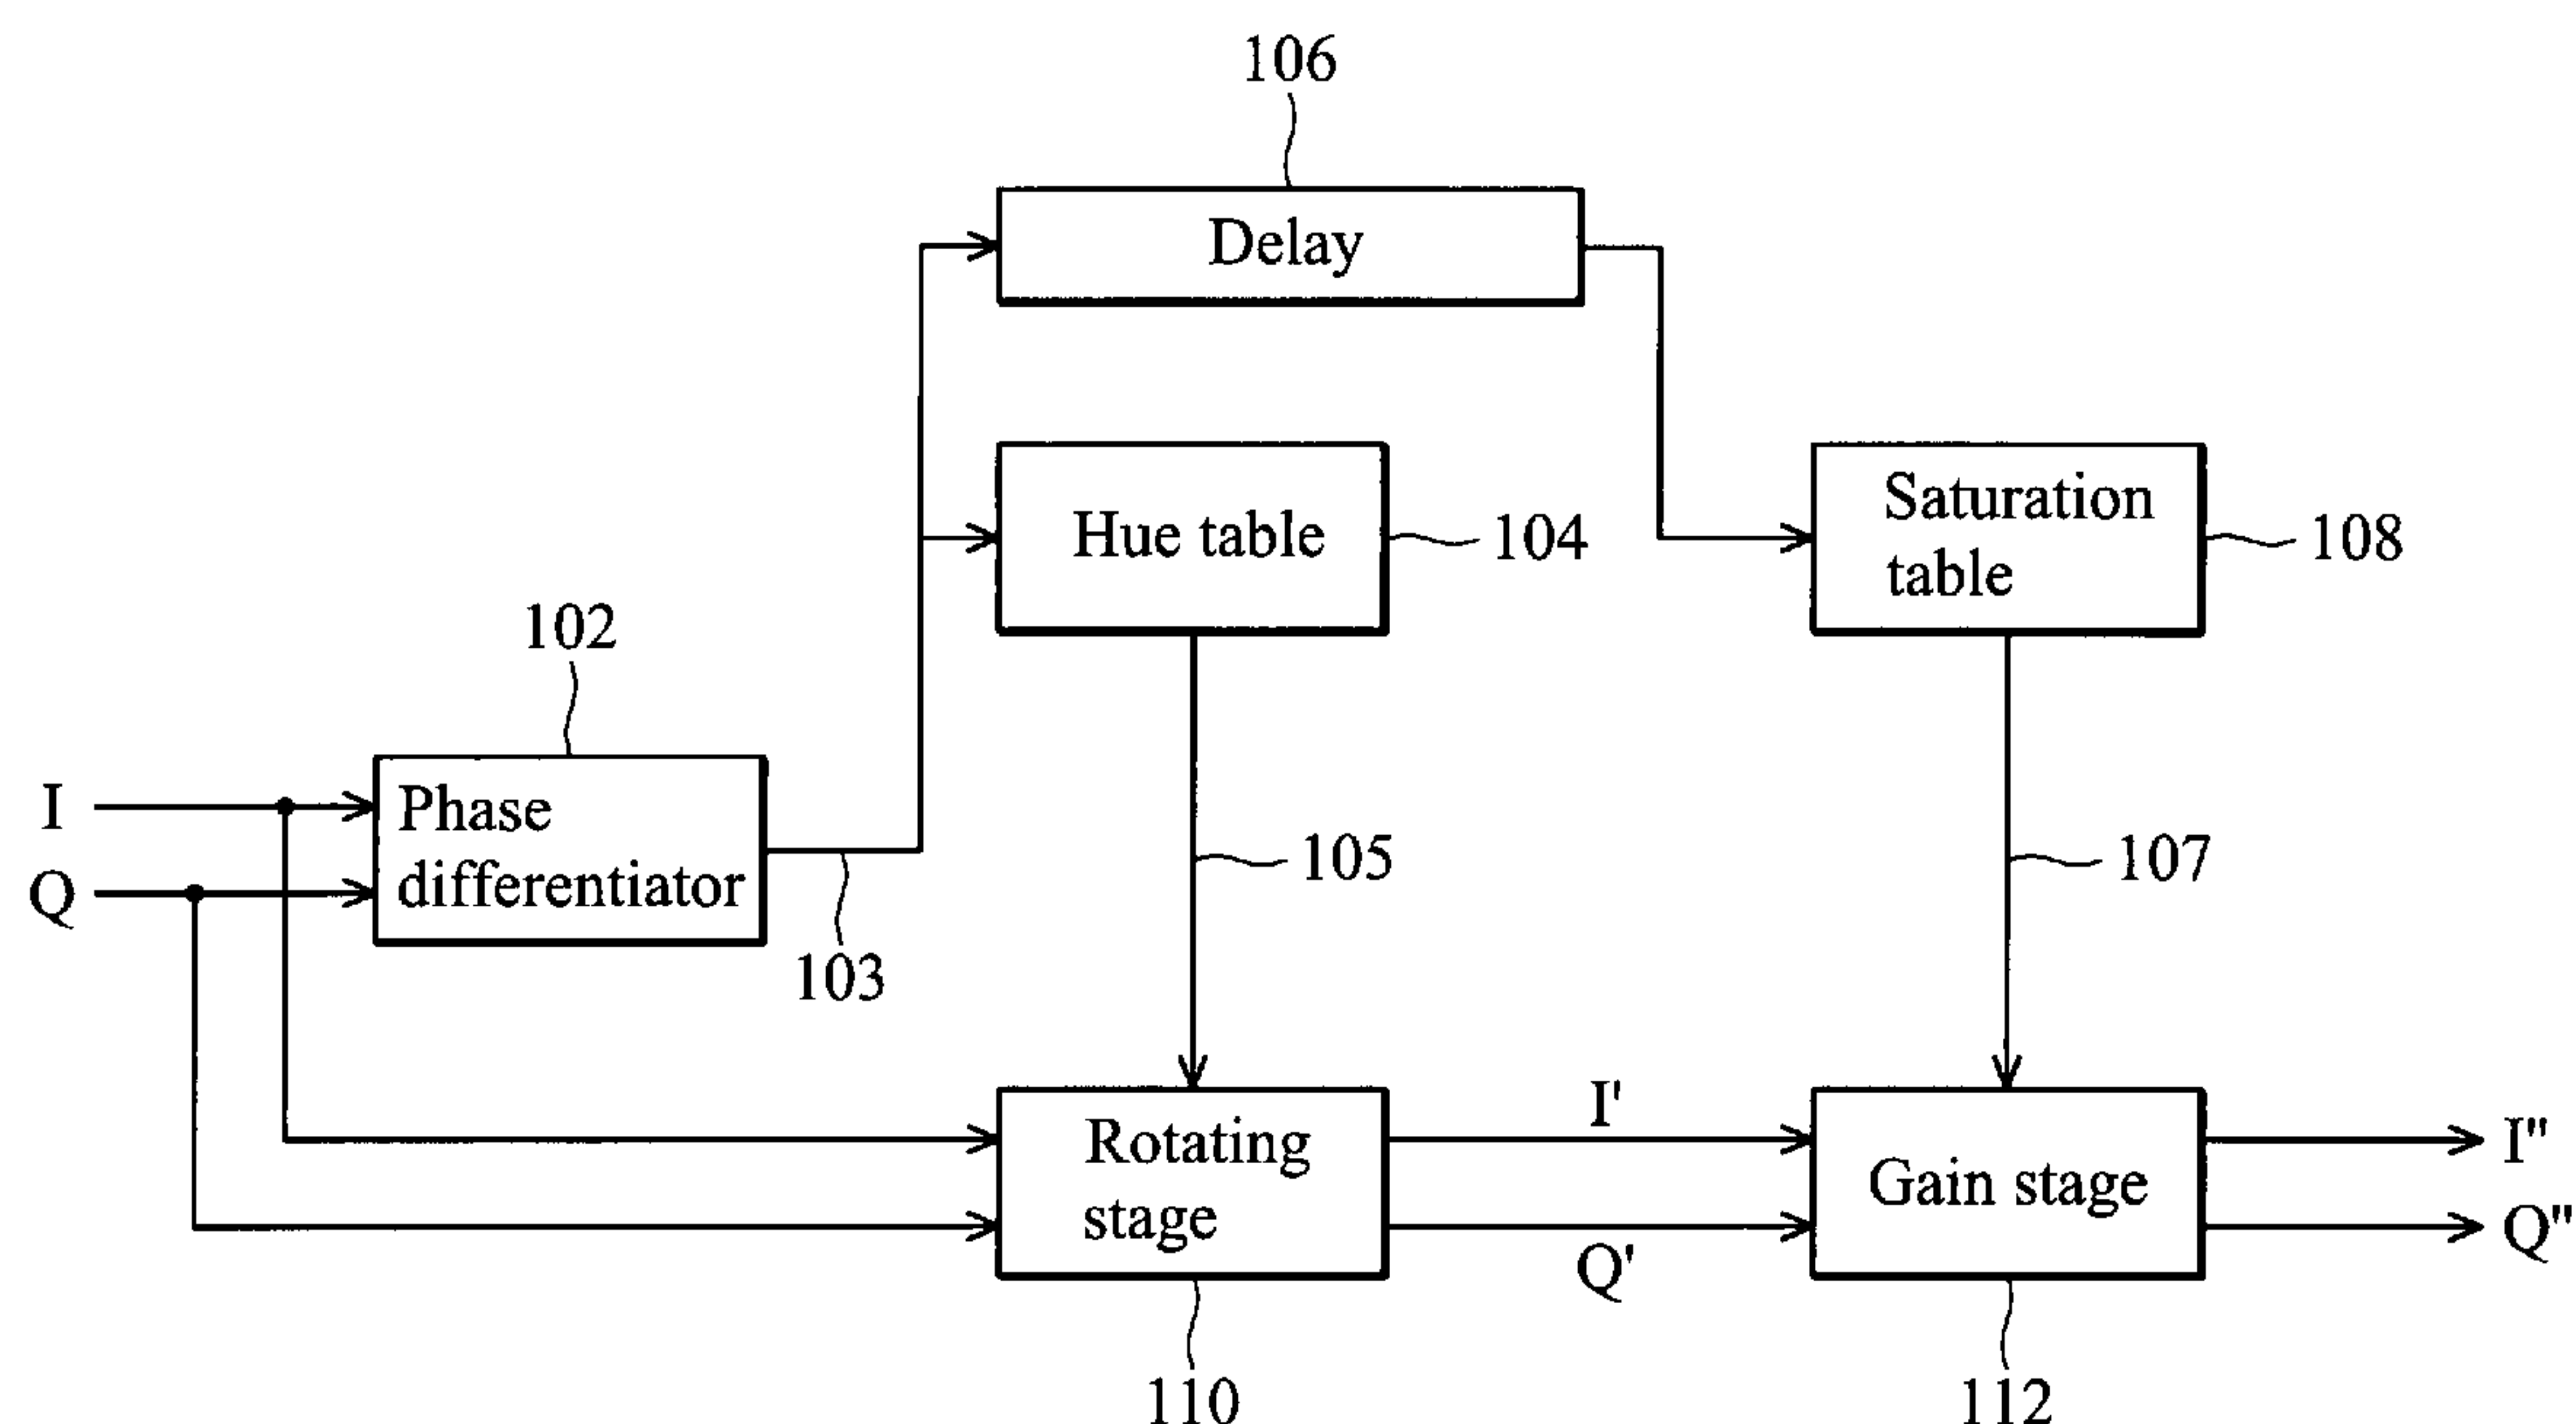 106
Delay
Hue table
104
Saturation
table
108
102
I
Q
Phase
differentiator
103
105
107
I'
Q'
Rotating
stage
Gain stage
I"
Q"
110
112